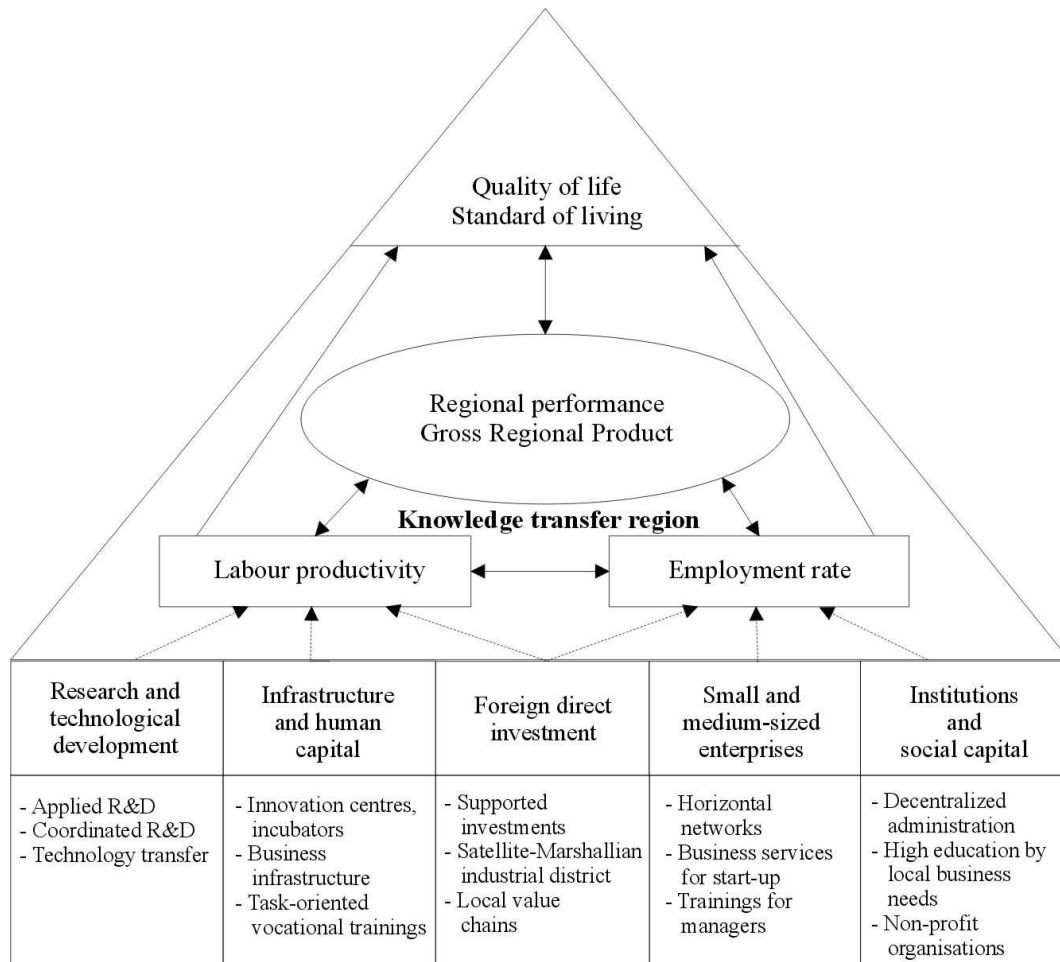 Quality of life
Standard of living
Regional performance
Gross Regional Product
Knowledge transfer region
Labour productivity
Employment rate
Research and
technological
development
Infrastructure
and human
capital
Foreign direct
investment
Small and
medium-sized
enterprises
Institutions
and
social capital
- Applied R&D
- Coordinated R&D
- Technology transfer
- Innovation centres,
incubators
- Business
infrastructure
- Task-oriented
vocational trainings
- Supported
investments
- Satellite-Marshallian
industrial district
- Local value
chains
- Horizontal
networks
- Business services
for start-up
- Trainings for
managers
- Decentralized
administration
- High education by
local business
needs
- Non-profit
organisations